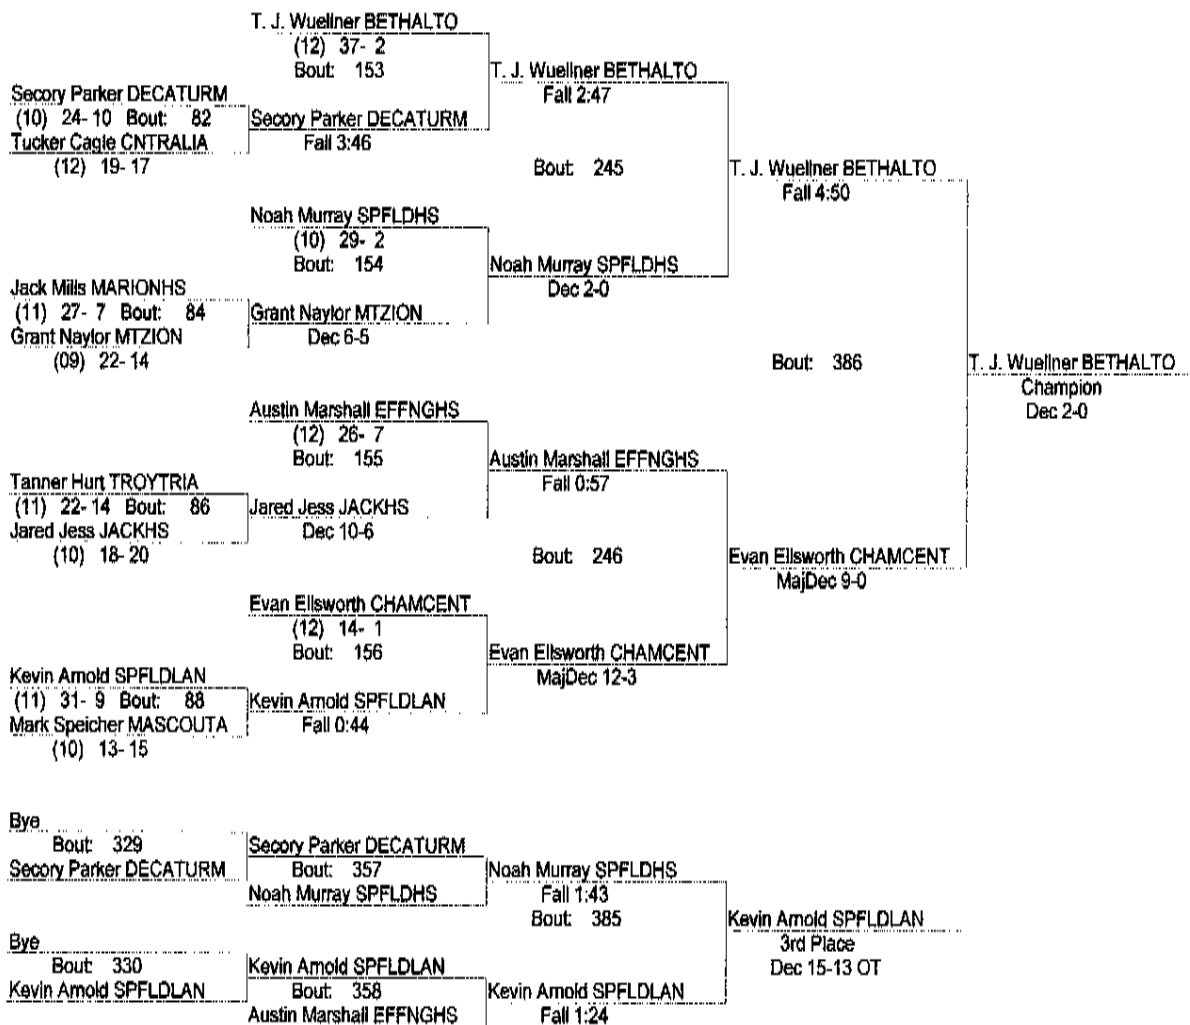 T. J. Wuellner BETHALTO
(12) 37- 2
Bout: 153
T. J. Wuellner BETHALTO
Fall 2:47
Secory Parker DECATURM
(10) 24- 10 Bout: 82
Secory Parker DECATURM
Tucker Cagle CNTRALIA
Fall 3:46
(12) 19- 17
Bout: 245
T. J. Wuellner BETHALTO
Fall 4:50
Noah Murray SPFLDHS
(10) 29- 2
Bout: 154
Noah Murray SPFLDHS
Dec 2-0
Jack Mills MARIONHS
(11) 27- 7 Bout: 84
Grant Naylor MTZION
Grant Naylor MTZION
Dec 6-5
(09) 22- 14
Bout: 386
T. J. Wuellner BETHALTO
Champion
Dec 2-0
Austin Marshall EFFNGHS
(12) 26- 7
Bout: 155
Austin Marshall EFFNGHS
Fall 0:57
Tanner Hurt TROYTRIA
(11) 22- 14 Bout: 86
Jared Jess JACKHS
Jared Jess JACKHS
Dec 10-6
(10) 18- 20
Bout: 246
Evan Ellsworth CHAMCENT
MajDec 9-0
Evan Ellsworth CHAMCENT
(12) 14- 1
Bout: 156
Evan Ellsworth CHAMCENT
MajDec 12-3
Kevin Arnold SPFLDLAN
(11) 31- 9 Bout: 88
Kevin Arnold SPFLDLAN
Mark Speicher MASCOUTA
Fall 0:44
(10) 13- 15
Bye
Bout: 329
Secory Parker DECATURM
Secory Parker DECATURM
Bout: 357
Noah Murray SPFLDHS
Noah Murray SPFLDHS
Fall 1:43
Bout: 385
Kevin Arnold SPFLDLAN
3rd Place
Dec 15-13 OT
Bye
Bout: 330
Kevin Arnold SPFLDLAN
Kevin Arnold SPFLDLAN
Bout: 358
Austin Marshall EFFNGHS
Kevin Arnold SPFLDLAN
Fall 1:24